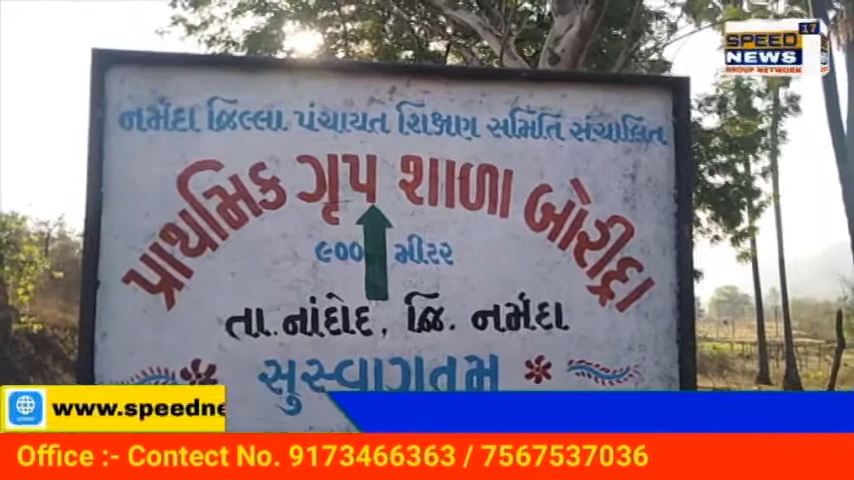 17
SPEED
NEWS
GROUP NETWORK
નર્મદા જિલ્લા પંચાયત શિક્ષણ સમિતિ સંચાલિત
પ્રાથમિક ગૃપ શાળા બોરીદ્રા
૯૦૦ મીટર
તા. નાંદોદ, જિ. નર્મદા
સુસ્વાગતમ
www.speedne
Office :- Contect No. 9173466363 / 7567537036